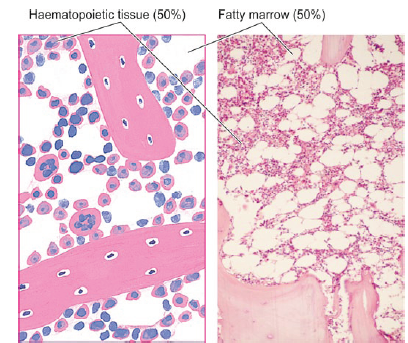 Haematopoietic tissue (50%)
Fatty marrow (50%)